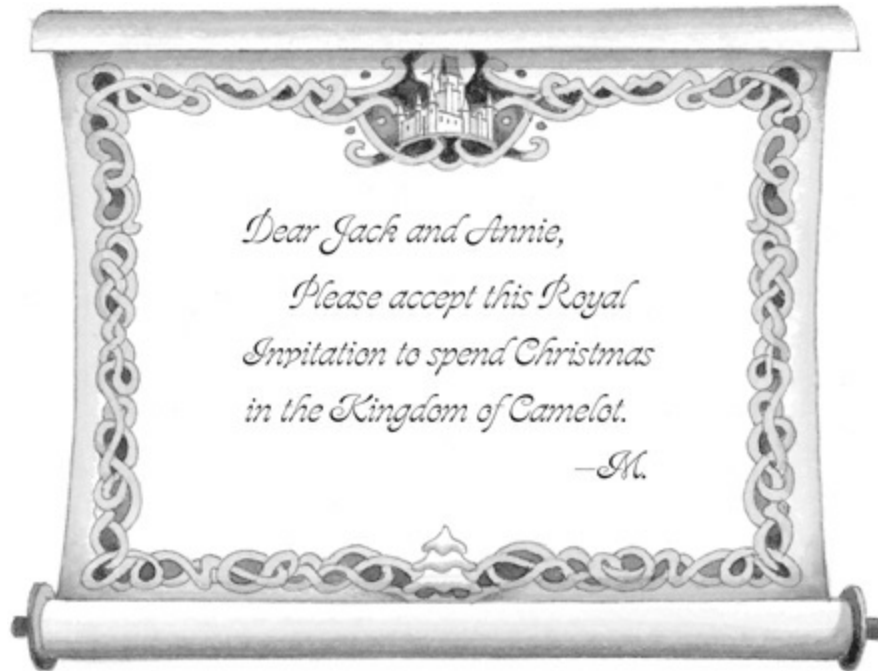 Dear Jack and Annie,
Please accept this Royal
Invitation to spend Christmas
in the Kingdom of Camelot.
—M.